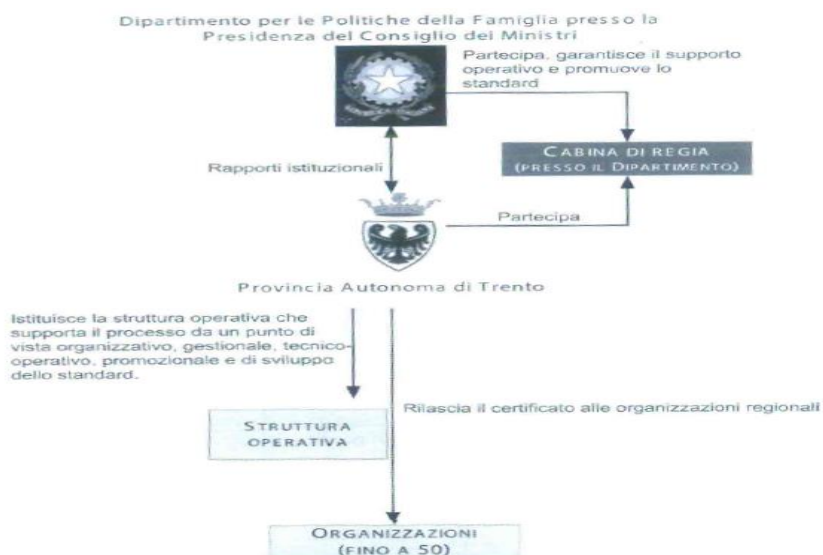 Dipartimento per le Politiche della Famiglia presso la
Presidenza del Consiglio dei Ministri
Partecipa, garantisce il supporto
operativo e promuove lo
standard
CABINA DI REGIA
(PRESSO IL DIPARTIMENTO)
Rapporti istituzionali
Partecipa
Provincia Autonoma di Trento
Istituisce la struttura operativa che
supporta il processo da un punto di
vista organizzativo, gestionale, tecnico-
operativo, promozionale e di sviluppo
dello standard.
Rilascia il certificato alle organizzazioni regionali
STRUTTURA
OPERATIVA
ORGANIZZAZIONI
(FINO A 50)